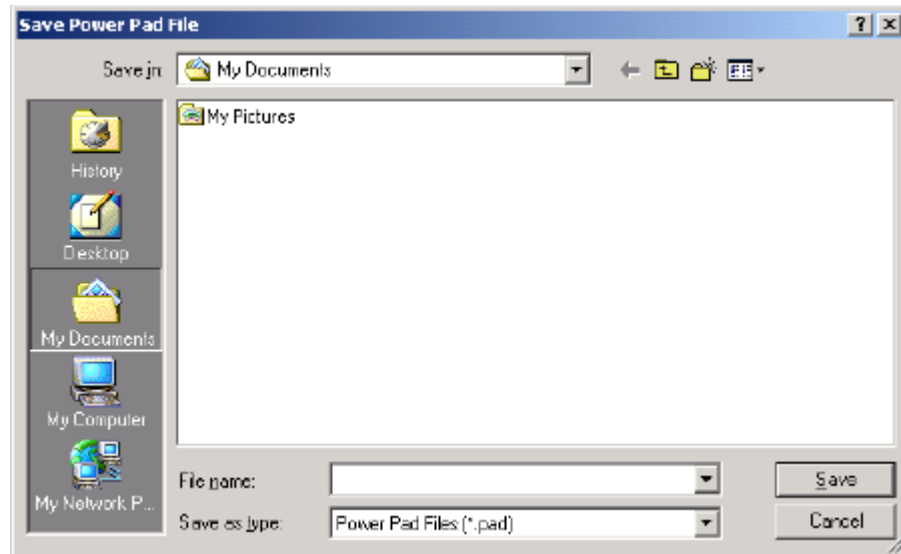 Save Power Pad File
Save in:
My Documents
History
Desktop
My Documents
My Computer
My Network P...
My Pictures
File name:
Save
Save as type:
Power Pad Files (*.pad)
Cancel